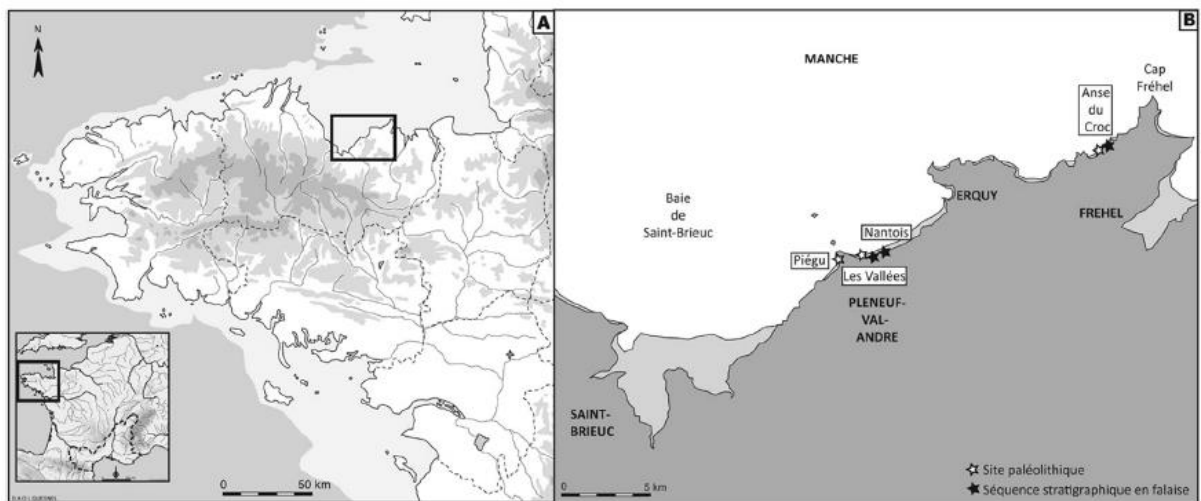 A
N
0
50 km
B
MANCHE
Cap
Fréhel
Anse
du
Croc
Baie
de
Saint-Brieuc
ERQUY
FREHEL
Nantois
Piégu
Les Vallées
PLENEUF-
VAL-
ANDRE
SAINT-
BRIEUC
0
5 km
Site paléolithique
Séquence stratigraphique en falaise